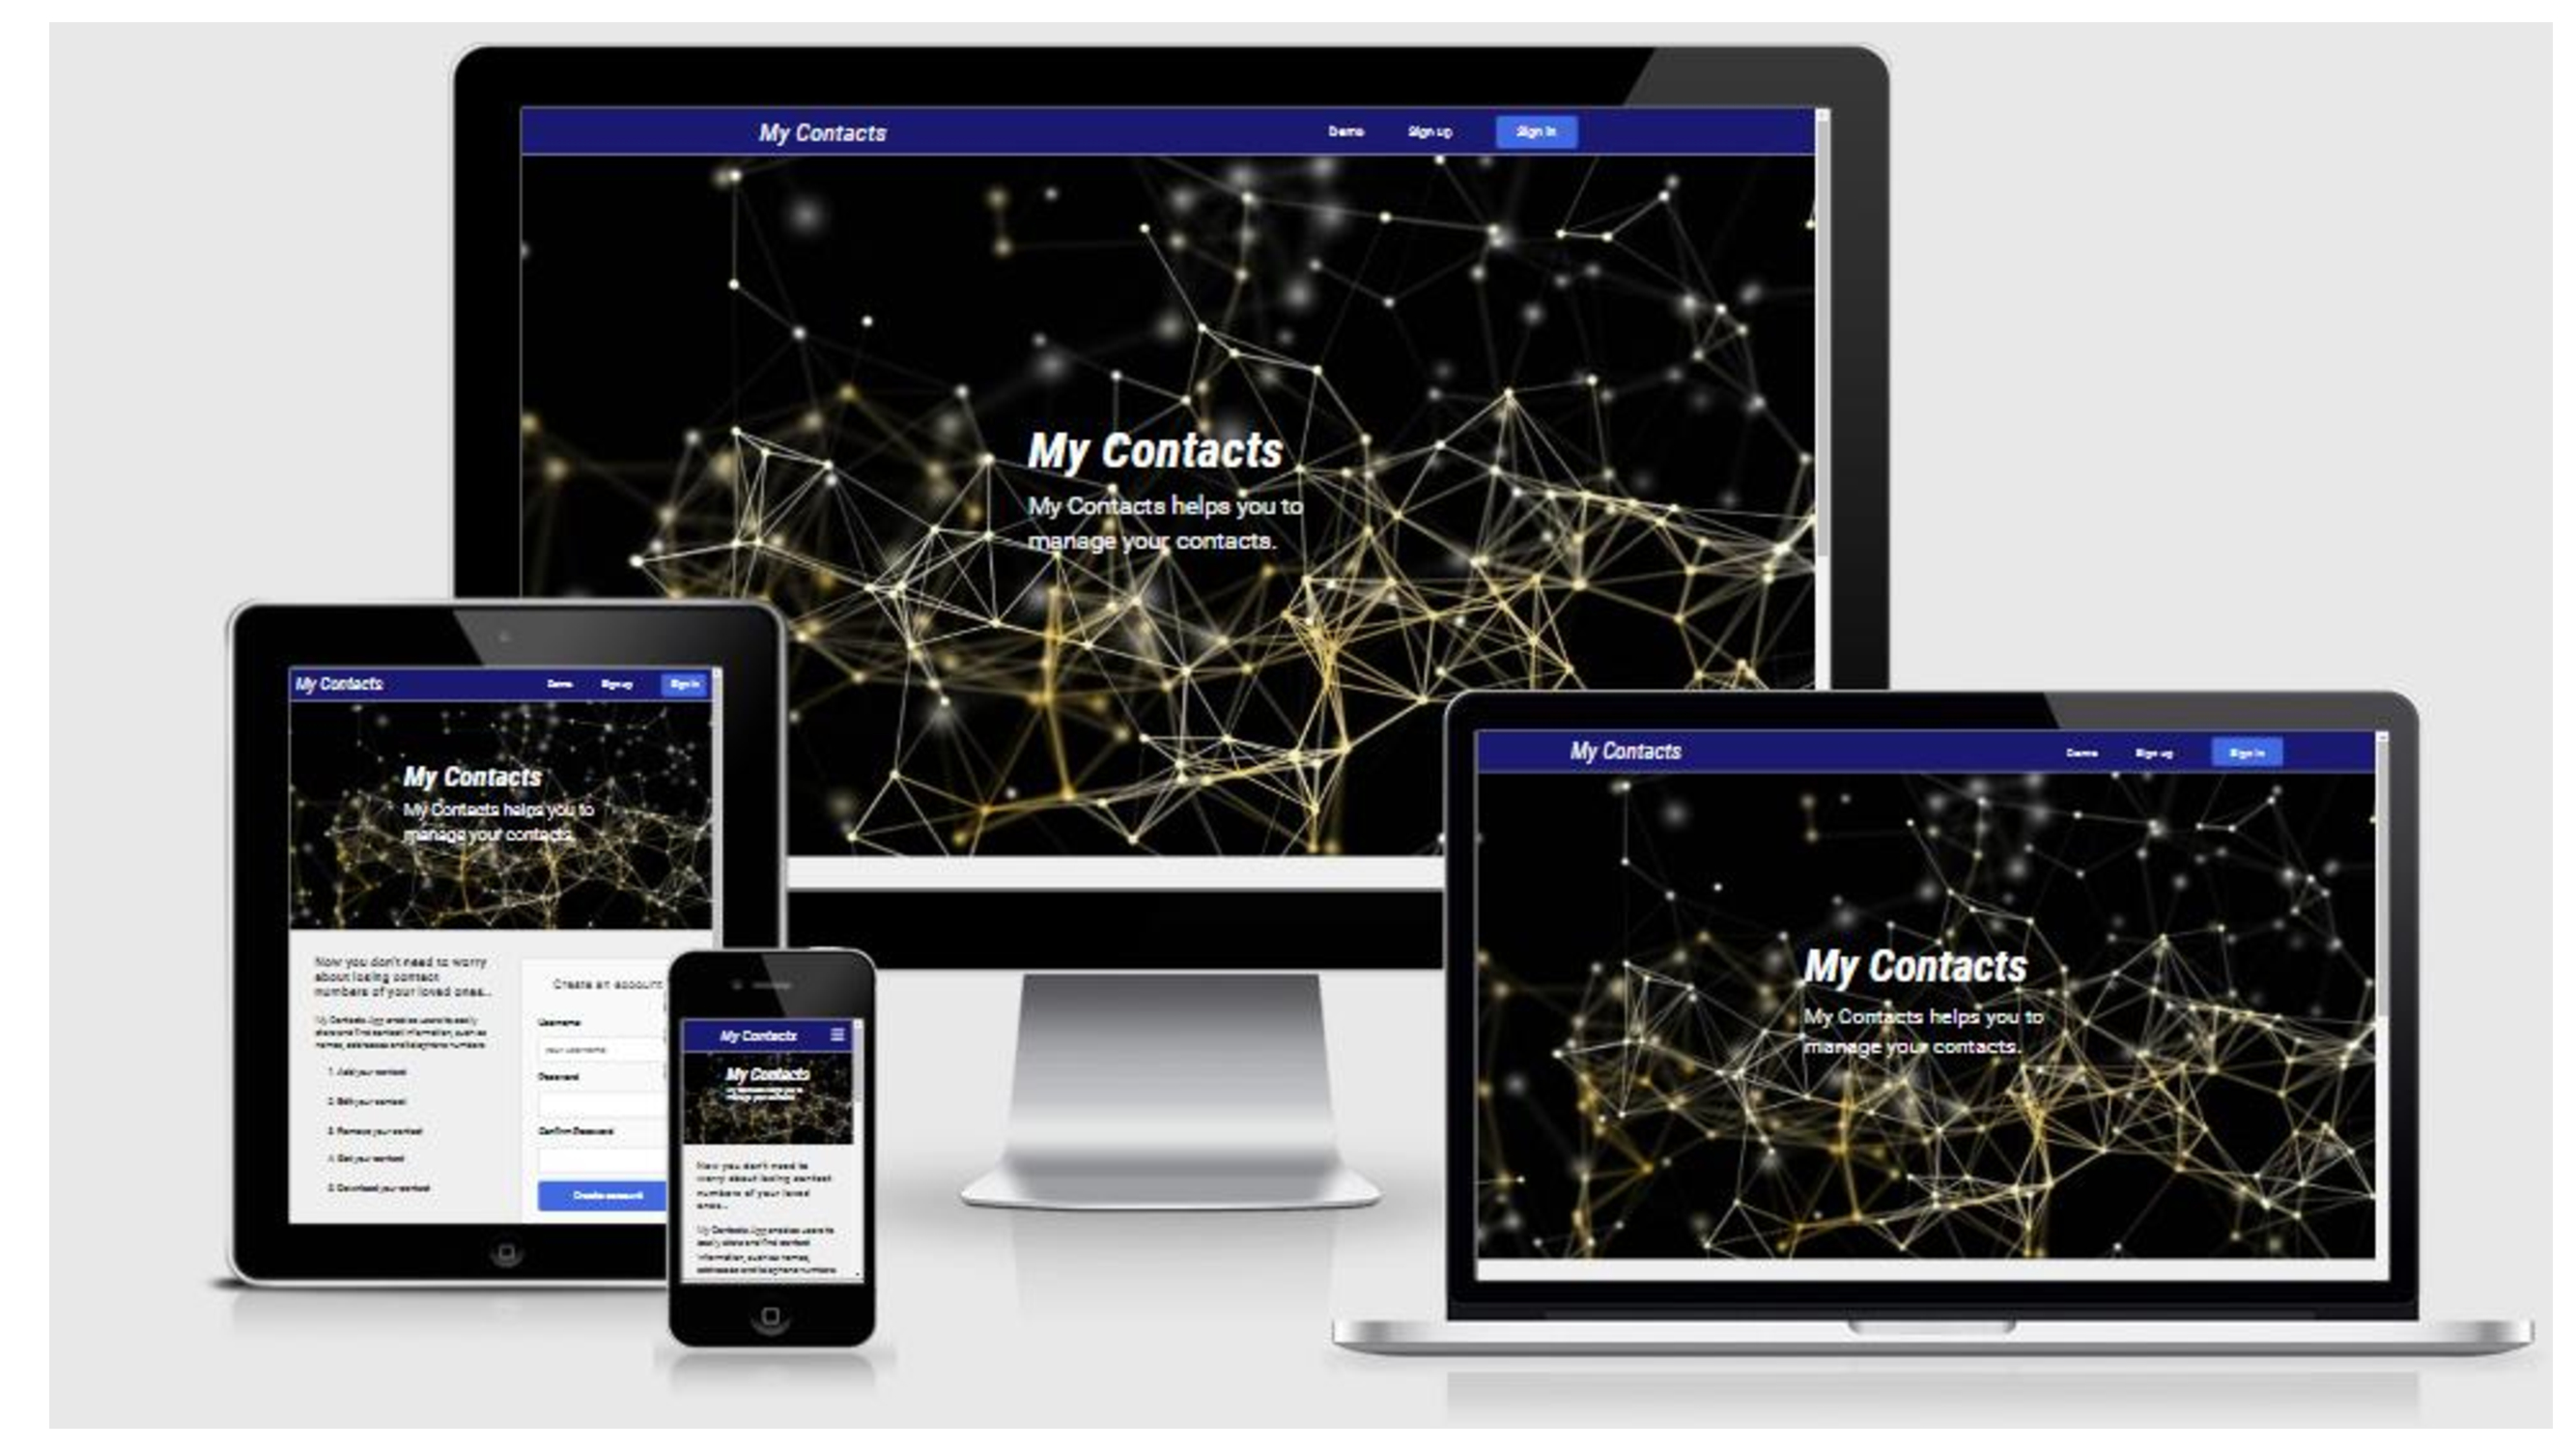 My Contacts
Demo
Sign up
Sign in
My Contacts
My Contacts helps you to
manage your contacts.
My Contacts
Demo
Sign up
Sign in
My Contacts
My Contacts helps you to
manage your contacts.
Now you don't need to worry
about losing contact
numbers of your loved ones...
My Contacts App enables users to easily
store and find contact information, such as
names, addresses and telephone numbers
1. Add your contact
2. Edit your contact
3. Remove your contact
4. Get your contact
5. Download your contact
Create an account
Username
your username
Password
Confirm Password
Create account
My Contacts
My Contacts
My Contacts helps you to
manage your contacts.
Now you don't need to
worry about losing contact
numbers of your loved
ones...
My Contacts App enables users to
easily store and find contact
information, such as names,
addresses and telephone numbers
My Contacts
Demo
Sign up
Sign in
My Contacts
My Contacts helps you to
manage your contacts.